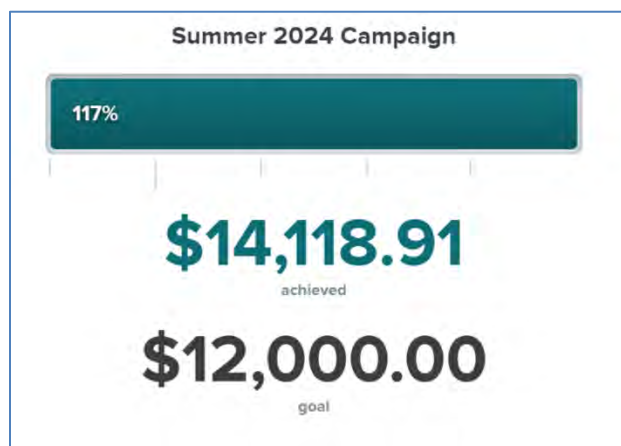 Summer 2024 Campaign
117%
$14,118.91
achieved
$12,000.00
goal